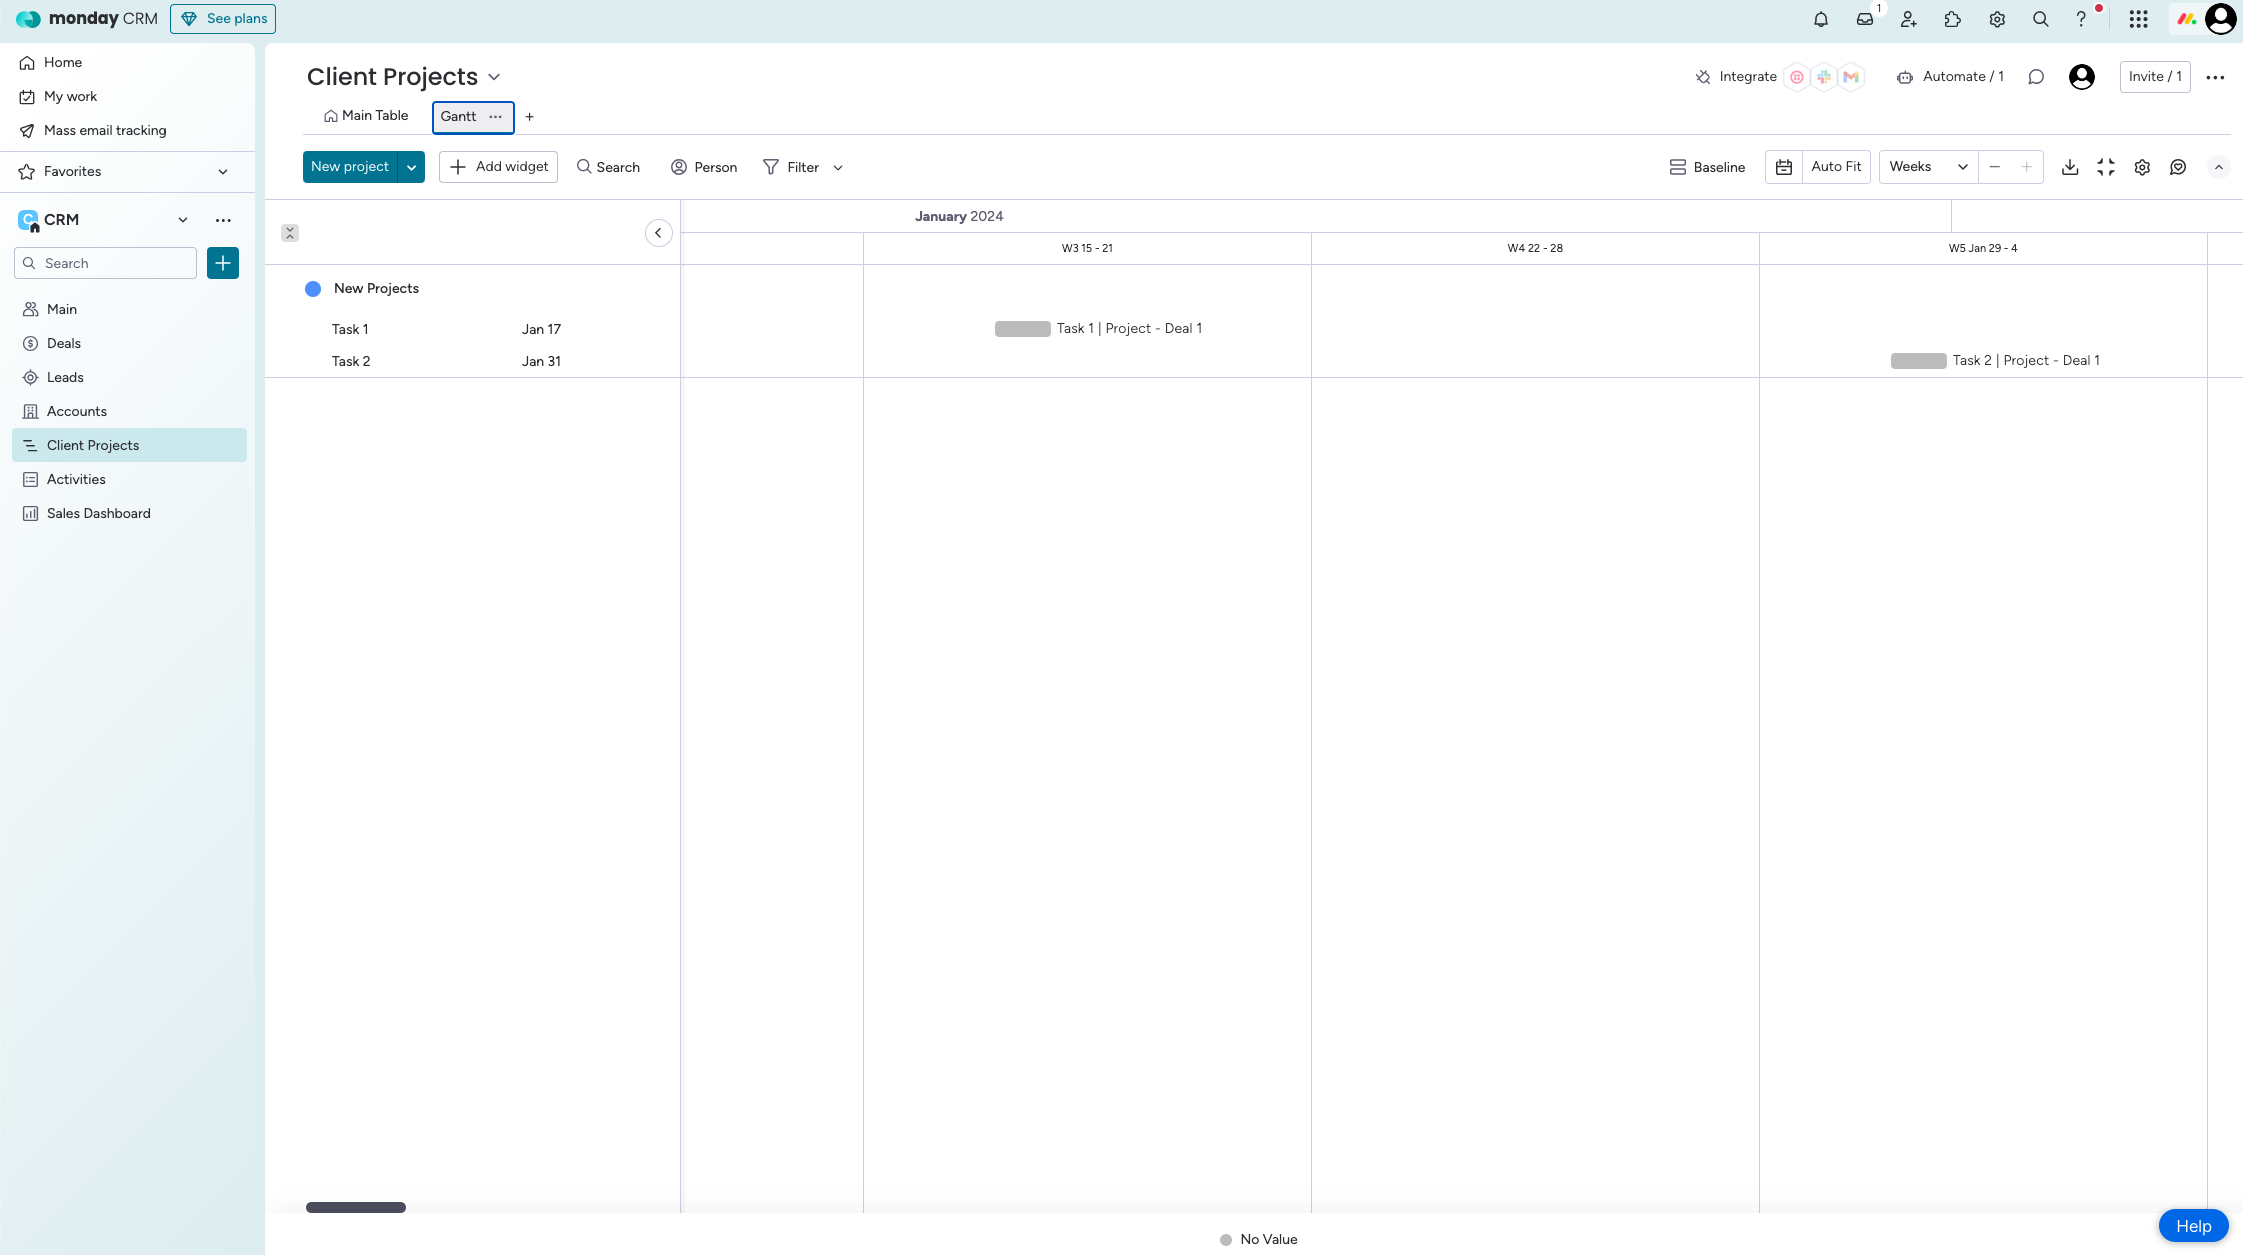 monday CRM
See plans
1
Home
My work
Mass email tracking
Favorites
C
CRM
Search
Main
Deals
Leads
Accounts
Client Projects
Activities
Sales Dashboard
Client Projects
Integrate
Automate / 1
Invite / 1
Main Table
Gantt
New project
Add widget
Search
Person
Filter
Baseline
Auto Fit
Weeks
January 2024
W3 15 - 21
W4 22 - 28
W5 Jan 29 - 4
New Projects
Task 1
Jan 17
Task 1 | Project - Deal 1
Task 2
Jan 31
Task 2 | Project - Deal 1
No Value
Help